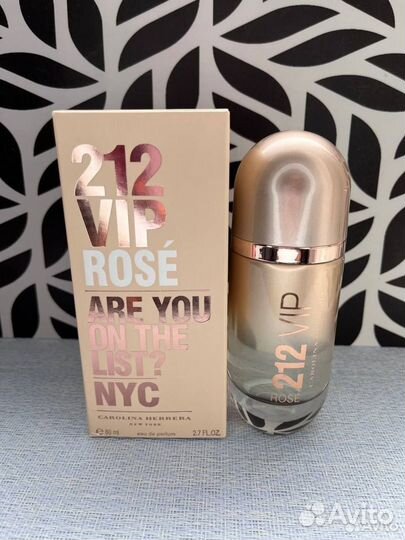 212
VIP
ROSÉ
ARE YOU
ON THE
LIST?
NYC
CAROLINA HERRERA
NEW YORK
℮ 80 ml eau de parfum 2.7 FL.OZ.
212 VIP
ROSÉ
CAROLINA
Avito